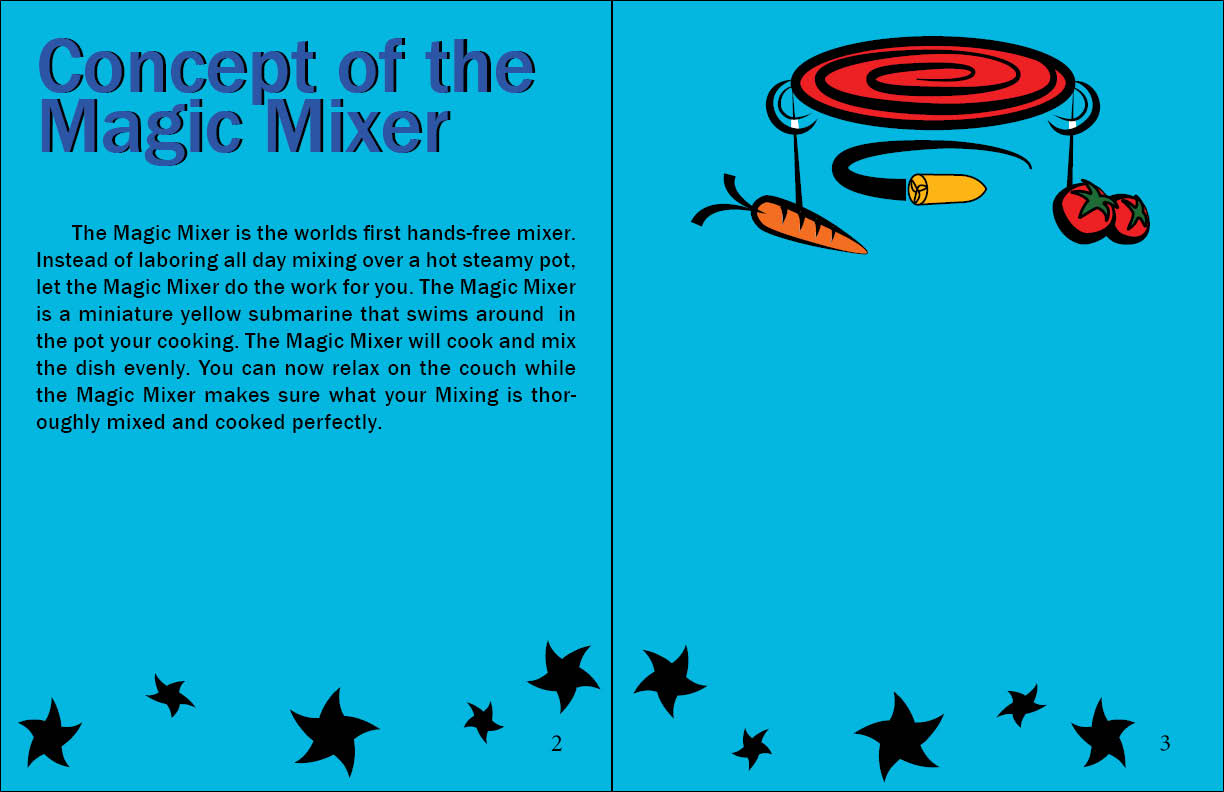 Concept of the
Magic Mixer
The Magic Mixer is the worlds first hands-free mixer.
Instead of laboring all day mixing over a hot steamy pot,
let the Magic Mixer do the work for you. The Magic Mixer
is a miniature yellow submarine that swims around  in
the pot your cooking. The Magic Mixer will cook and mix
the dish evenly. You can now relax on the couch while
the Magic Mixer makes sure what your Mixing is thor-
oughly mixed and cooked perfectly.
2
3